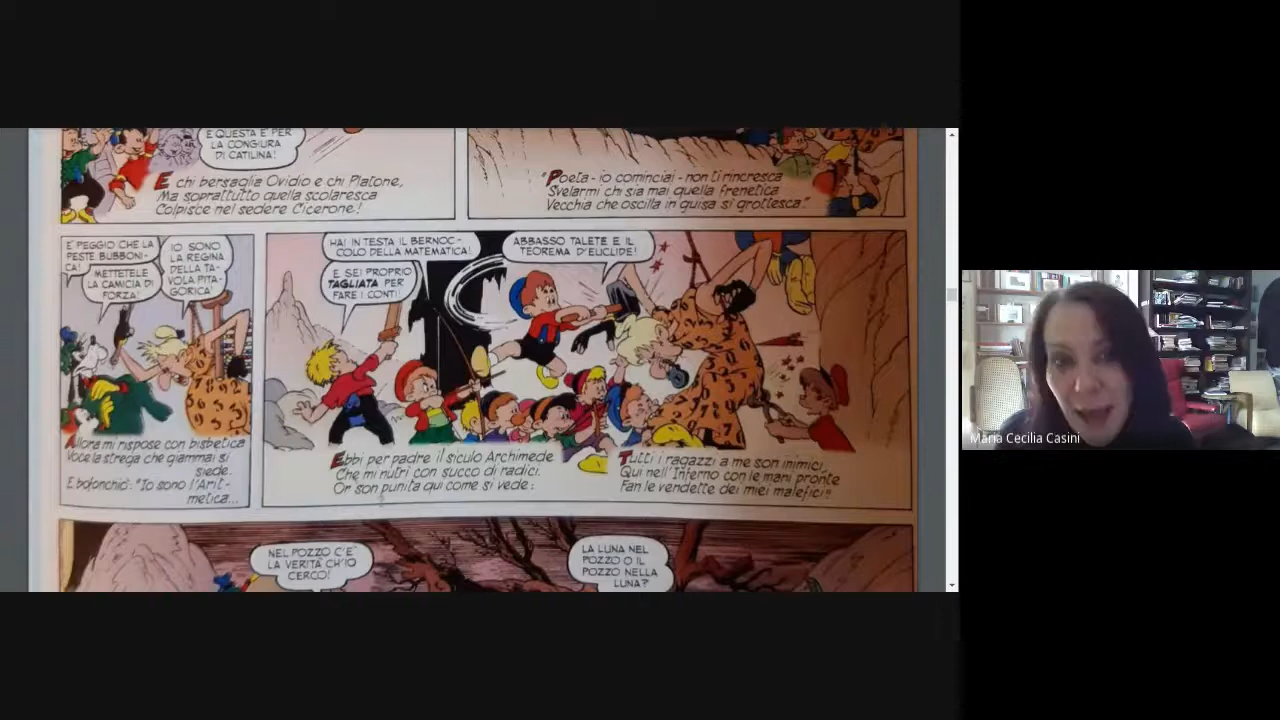 E QUESTA E' PER
LA CONGIURA
DI CATILINA!
E chi bersaglia Ovidio e chi Platone,
Ma soprattutto quella scolaresca
Colpisce nel sedere Cicerone!
"Poeta - io cominciai - non ti rincresca
Svelarmi chi sia mai quella frenetica
Vecchia che oscilla in guisa sì grottesca".
E' PEGGIO CHE LA
PESTE BUBBONI-
CA!
METTETELE
LA CAMICIA DI
FORZA!
IO SONO
LA REGINA
DELLA TA-
VOLA PITA-
GORICA!
Allora mi rispose con bisbetica
Voce la strega che giammai si
siede.
E bofonchiò: "Io sono l'Arit-
metica...
HAI IN TESTA IL BERNOC-
COLO DELLA MATEMATICA!
E SEI PROPRIO
TAGLIATA PER
FARE I CONTI!
ABBASSO TALETE E IL
TEOREMA D'EUCLIDE!
Ebbi per padre il siculo Archimede
Che mi nutrì con succo di radici.
Or son punita qui come si vede:
Tutti i ragazzi a me son inimici,
Qui nell'Inferno con le mani pronte
Fan le vendette dei miei malefici!!
NEL POZZO C'E'
LA VERITÀ CH'IO
CERCO!
LA LUNA NEL
POZZO O IL
POZZO NELLA
LUNA?
Maria Cecilia Casini